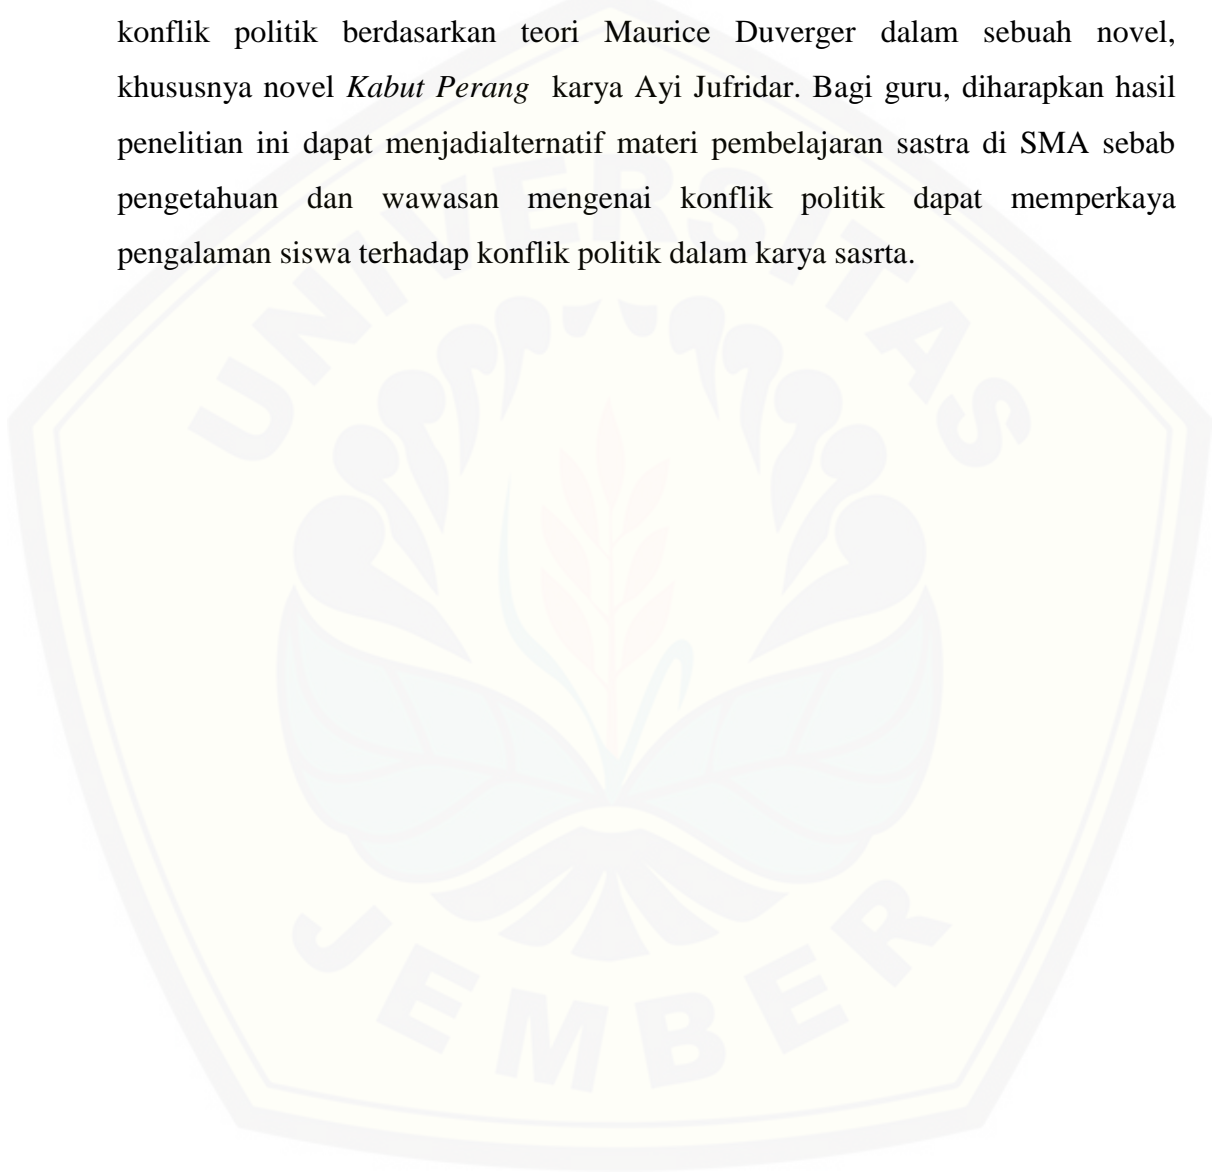 konflik politik berdasarkan teori Maurice Duverger dalam sebuah novel,
khususnya novel Kabut Perang karya Ayi Jufridar. Bagi guru, diharapkan hasil
penelitian ini dapat menjadialternatif materi pembelajaran sastra di SMA sebab
pengetahuan dan wawasan mengenai konflik politik dapat memperkaya
pengalaman siswa terhadap konflik politik dalam karya sasrta.
UNIVERSITAS
JEMBER